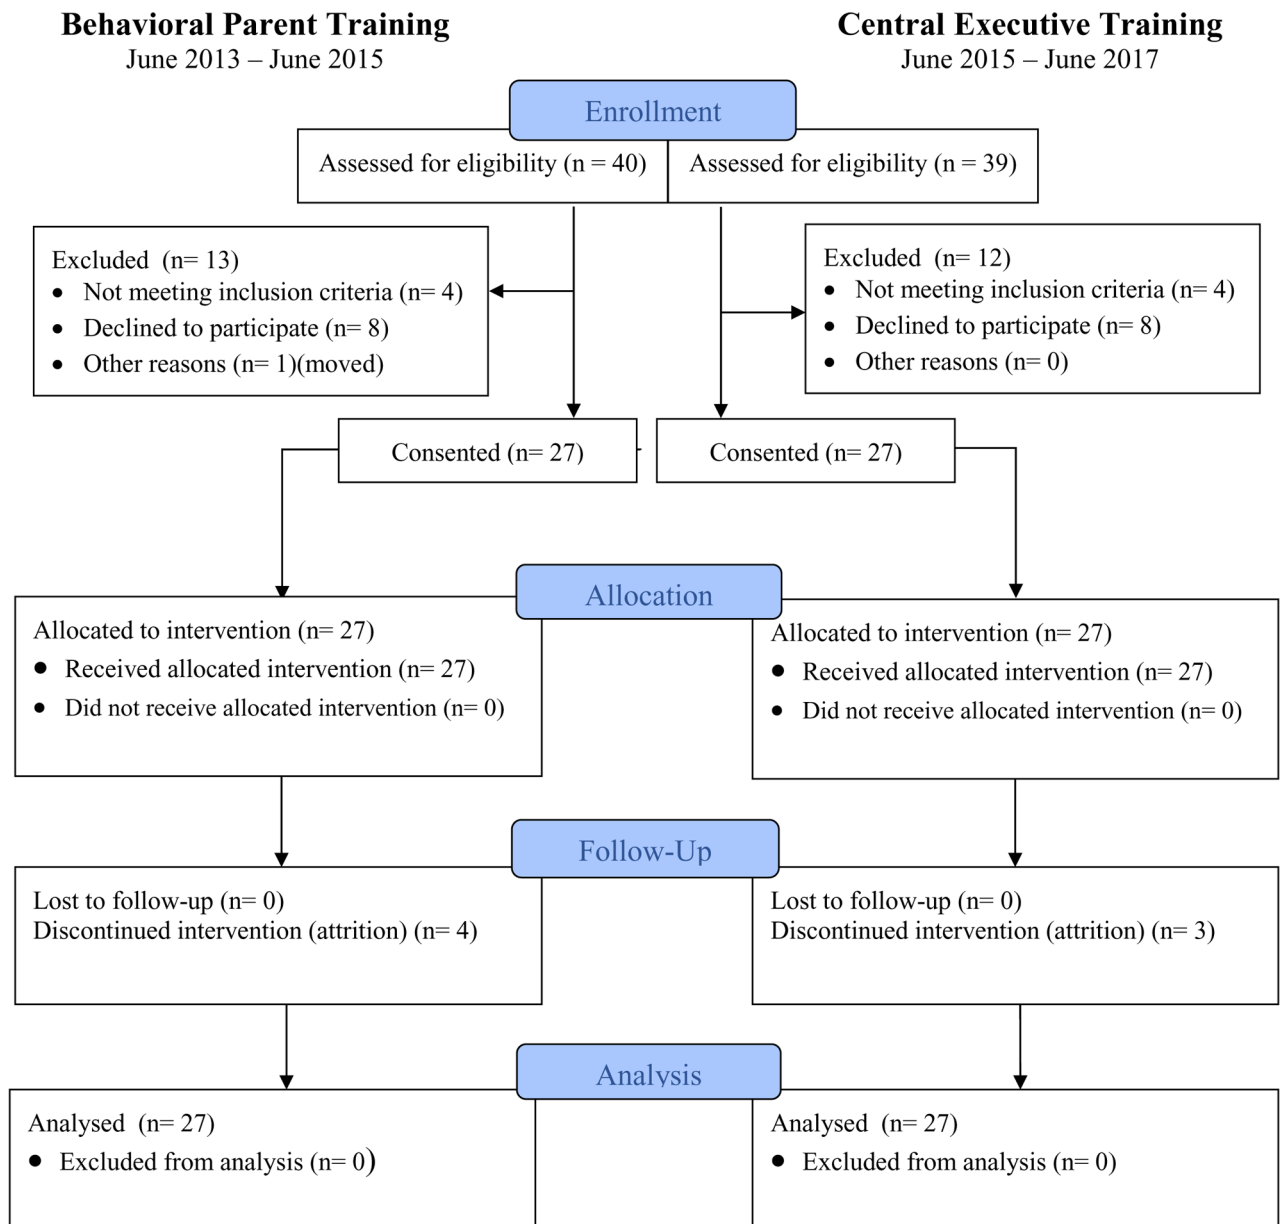 Behavioral Parent Training
June 2013 – June 2015
Central Executive Training
June 2015 – June 2017
Enrollment
Assessed for eligibility (n = 40)
Assessed for eligibility (n = 39)
Excluded  (n= 13)
• Not meeting inclusion criteria (n= 4)
• Declined to participate (n= 8)
• Other reasons (n= 1)(moved)
Excluded  (n= 12)
• Not meeting inclusion criteria (n= 4)
• Declined to participate (n= 8)
• Other reasons (n= 0)
Consented (n= 27)
Consented (n= 27)
Allocation
Allocated to intervention (n= 27)
• Received allocated intervention (n= 27)
• Did not receive allocated intervention (n= 0)
Allocated to intervention (n= 27)
• Received allocated intervention (n= 27)
• Did not receive allocated intervention (n= 0)
Follow-Up
Lost to follow-up (n= 0)
Discontinued intervention (attrition) (n= 4)
Lost to follow-up (n= 0)
Discontinued intervention (attrition) (n= 3)
Analysis
Analysed  (n= 27)
• Excluded from analysis (n= 0)
Analysed  (n= 27)
• Excluded from analysis (n= 0)